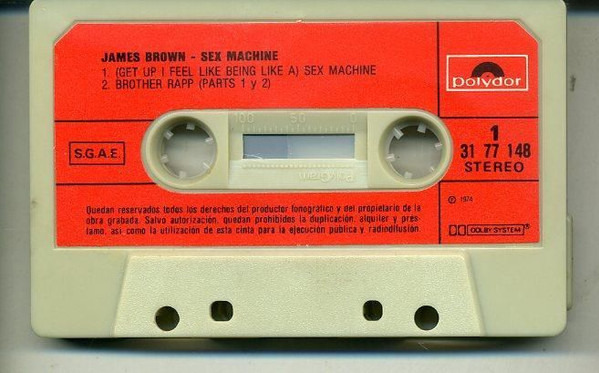 JAMES BROWN - SEX MACHINE
1. (GET UP I FEEL LIKE BEING LIKE A) SEX MACHINE
2. BROTHER RAPP (PARTS 1 y 2)
polydor
100 50 0
S.G.A.E.
1
31 77 148
STEREO
PolyGram
Quedan reservados todos los derechos del productor fonográfico y del propietario de la
obra grabada. Salvo autorización, quedan prohibidos la duplicación, alquiler y prés-
tamo, así como la utilización de esta cinta para la ejecución pública y radiodifusión.
℗ 1974
DOLBY SYSTEM®